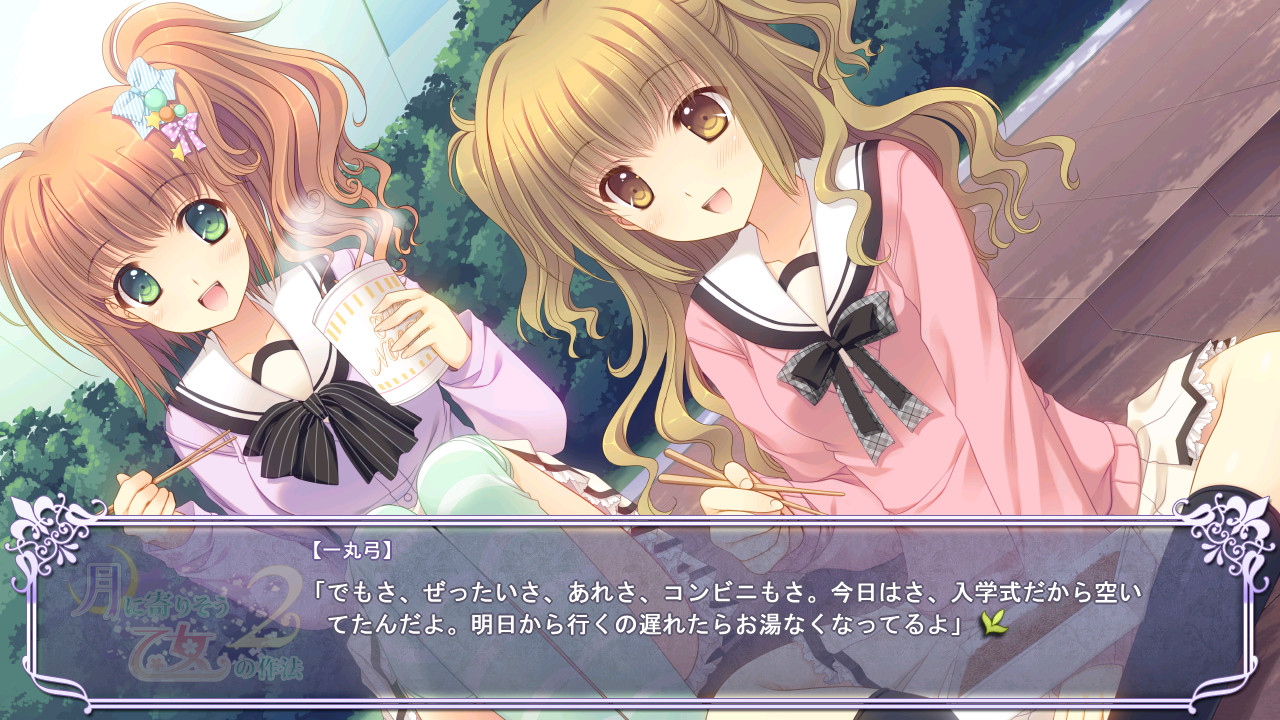 【一丸弓】
「でもさ、ぜったいさ、あれさ、コンビニもさ。今日はさ、入学式だから空い
てたんだよ。明日から行くの遅れたらお湯なくなってるよ」
月に寄りそう
乙女の作法2